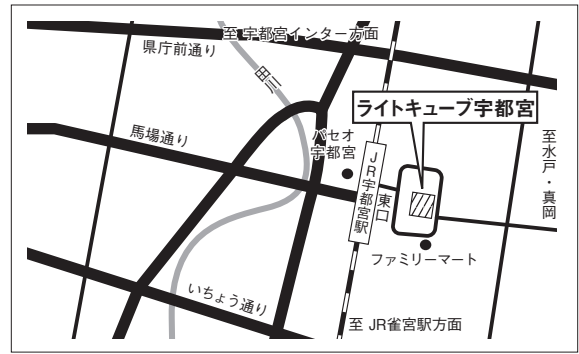 至 宇都宮インター方面
県庁前通り
田川
ライトキューブ宇都宮
馬場通り
パセオ
宇都宮
JR宇都宮駅
東口
至水戸・真岡
ファミリーマート
いちょう通り
至 JR雀宮駅方面